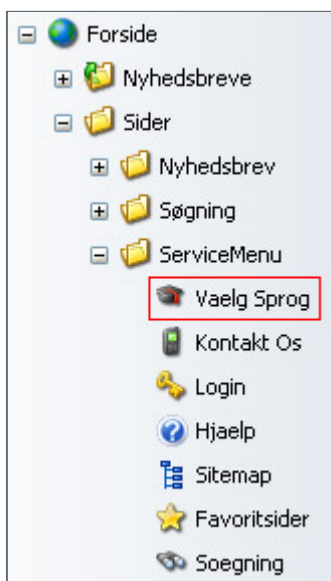 Forside
Nyhedsbreve
Sider
Nyhedsbrev
Søgning
ServiceMenu
Vaelg Sprog
Kontakt Os
Login
Hjaelp
Sitemap
Favoritsider
Soegning